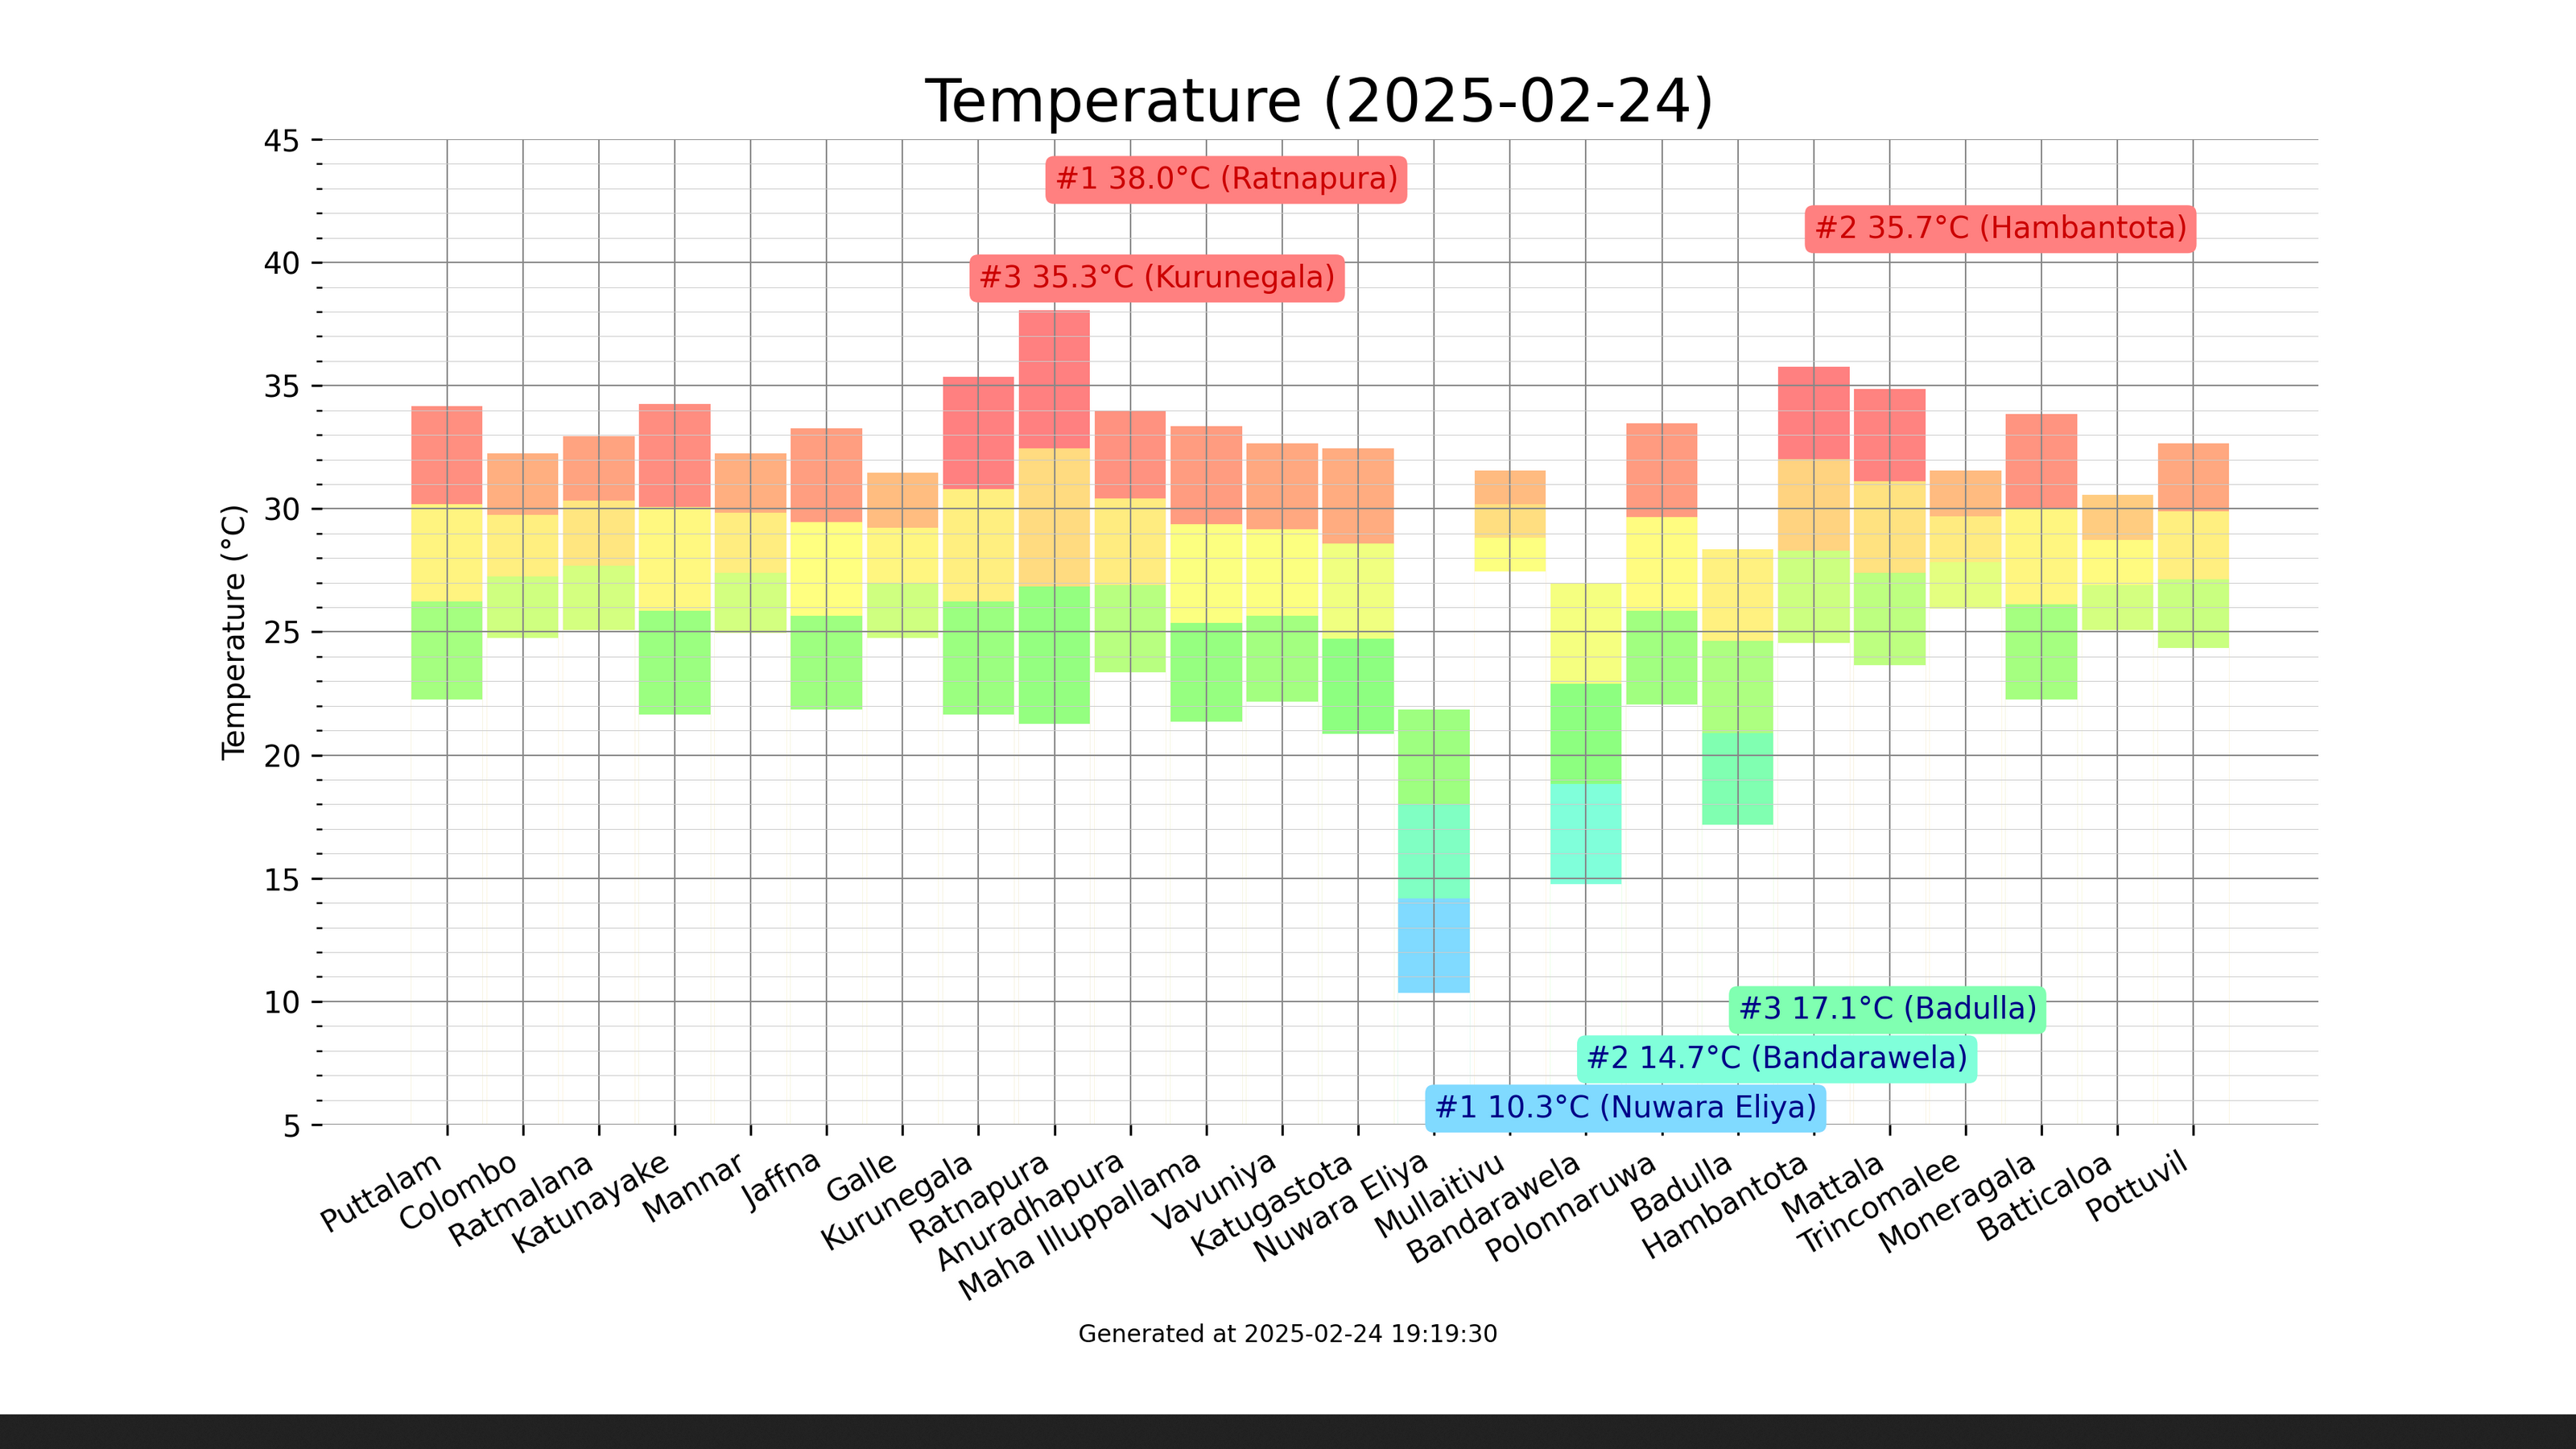 Temperature (2025-02-24)
45
#1 38.0°C (Ratnapura)
#2 35.7°C (Hambantota)
40
#3 35.3°C (Kurunegala)
35
30
25
Temperature (°C)
20
15
10
#3 17.1°C (Badulla)
#2 14.7°C (Bandarawela)
#1 10.3°C (Nuwara Eliya)
5
Puttalam
Colombo
Ratmalana
Katunayake
Mannar
Jaffna
Galle
Kurunegala
Ratnapura
Anuradhapura
Maha Illuppallama
Vavuniya
Katugastota
Nuwara Eliya
Mullaitivu
Bandarawela
Polonnaruwa
Badulla
Hambantota
Mattala
Trincomalee
Moneragala
Batticaloa
Pottuvil
Generated at 2025-02-24 19:19:30